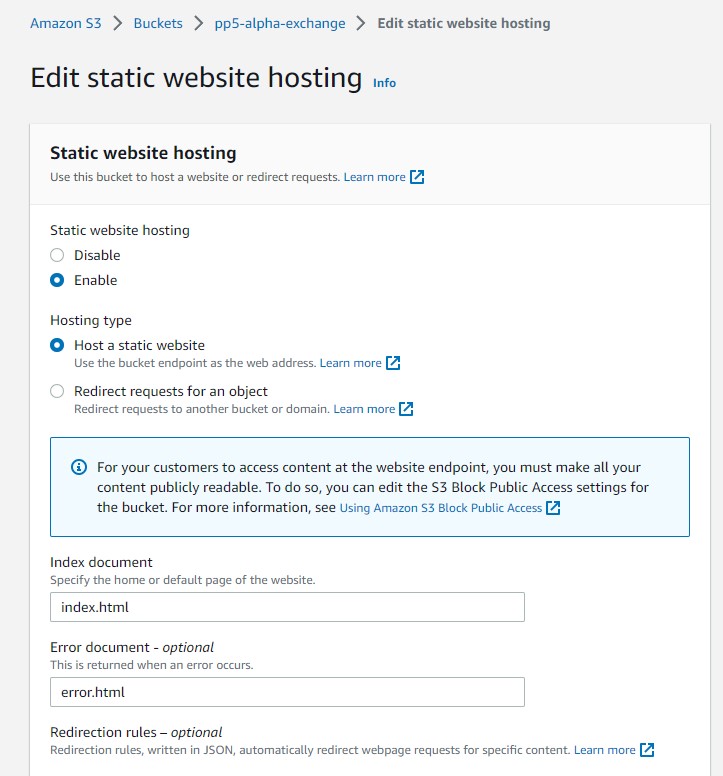 Amazon S3 > Buckets > pp5-alpha-exchange > Edit static website hosting
Edit static website hosting Info
Static website hosting
Use this bucket to host a website or redirect requests. Learn more
Static website hosting
Disable
Enable
Hosting type
Host a static website
Use the bucket endpoint as the web address. Learn more
Redirect requests for an object
Redirect requests to another bucket or domain. Learn more
For your customers to access content at the website endpoint, you must make all your
content publicly readable. To do so, you can edit the S3 Block Public Access settings for
the bucket. For more information, see Using Amazon S3 Block Public Access
Index document
Specify the home or default page of the website.
index.html
Error document - optional
This is returned when an error occurs.
error.html
Redirection rules – optional
Redirection rules, written in JSON, automatically redirect webpage requests for specific content. Learn more